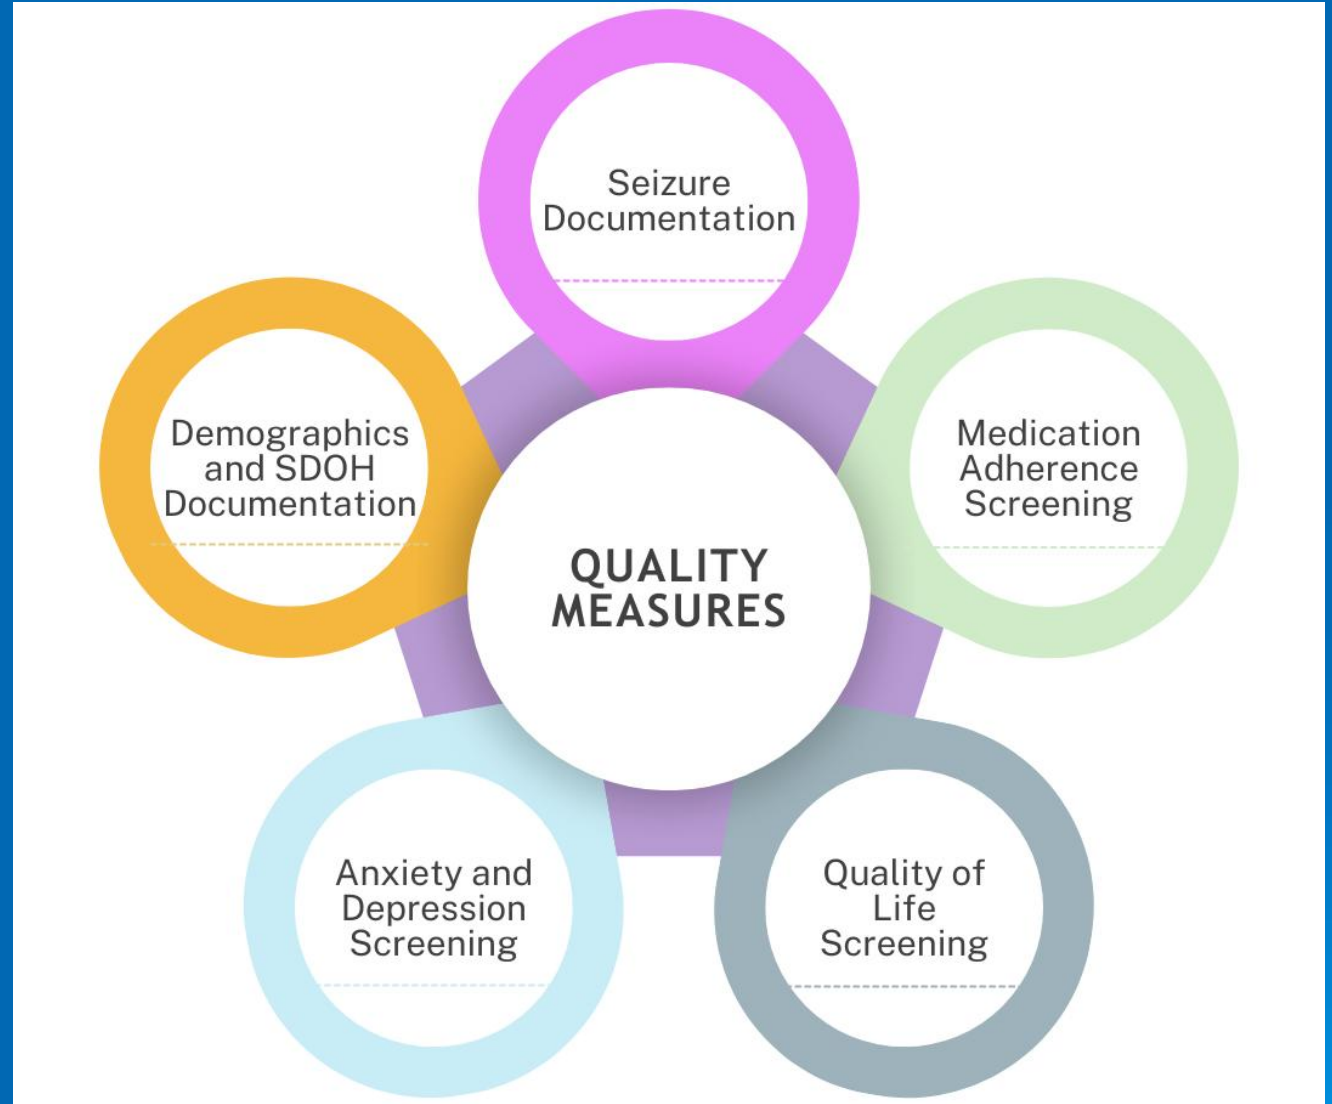 Seizure
Documentation
Demographics
and SDOH
Documentation
Medication
Adherence
Screening
QUALITY
MEASURES
Anxiety and
Depression
Screening
Quality of
Life
Screening